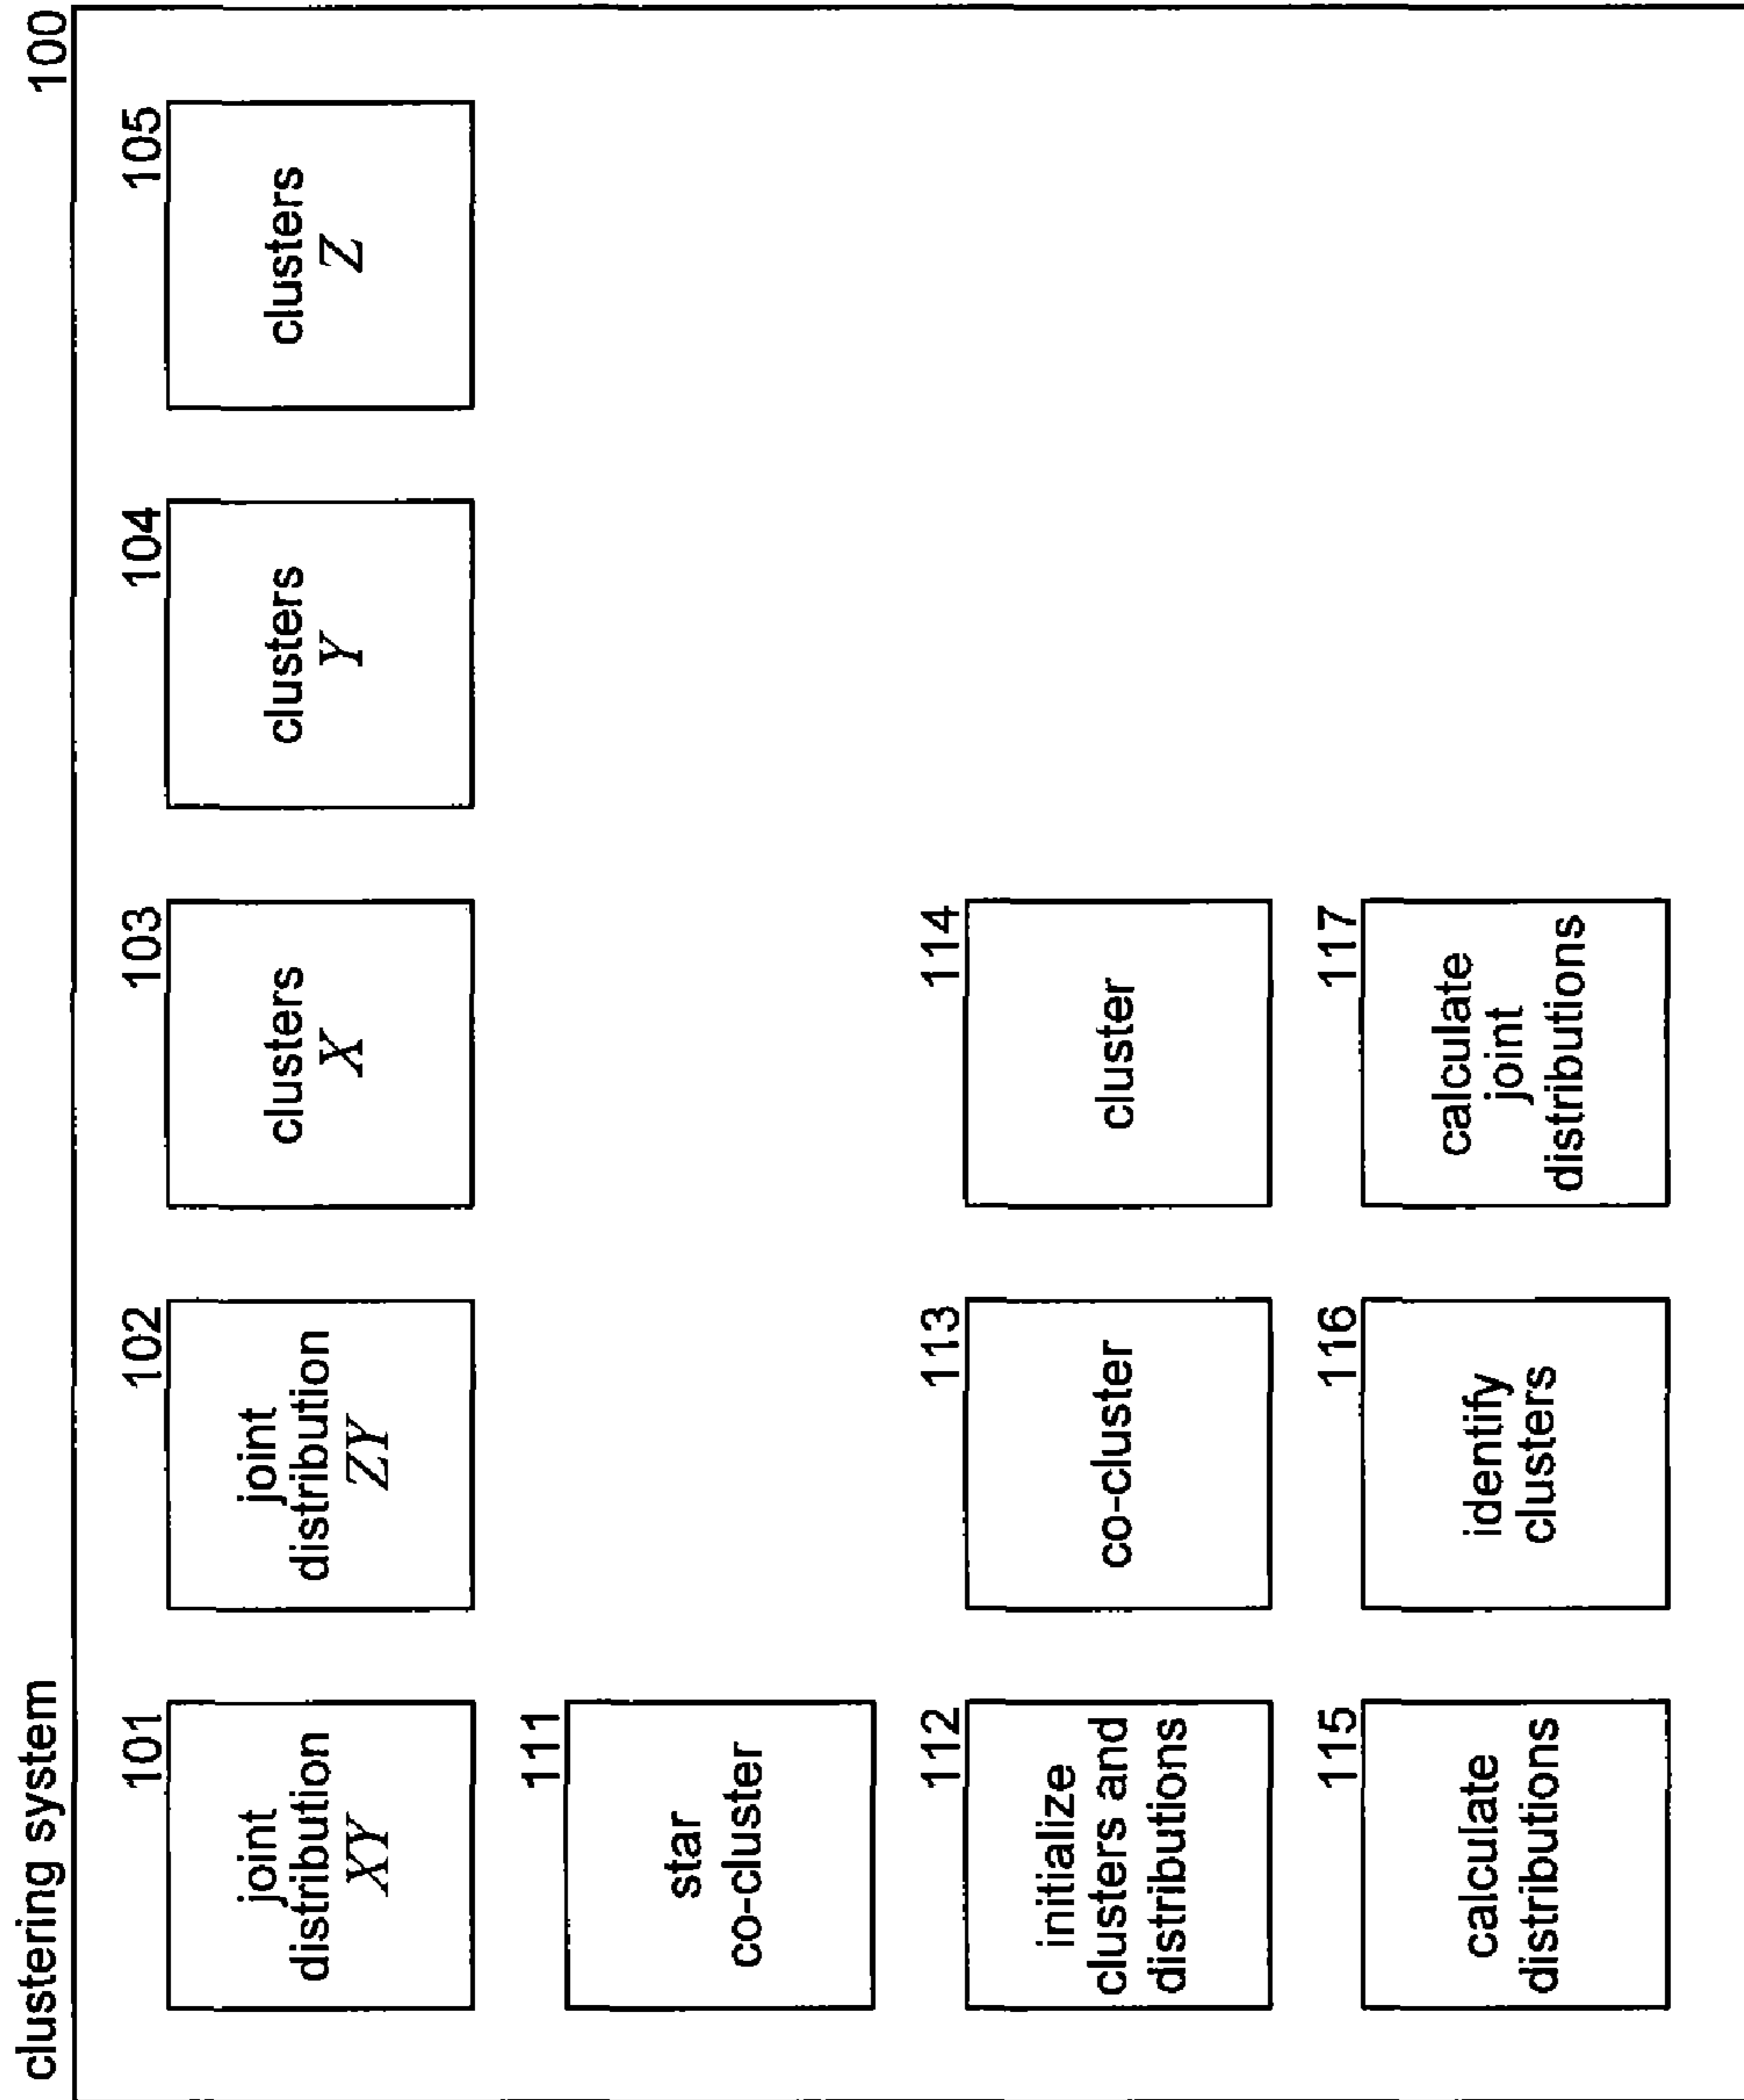 clustering system
100
101
joint
distribution
XY
102
joint
distribution
ZY
103
clusters
X
104
clusters
Y
105
clusters
Z
111
star
co-cluster
112
initialize
clusters and
distributions
113
co-cluster
114
cluster
115
calculate
distributions
116
identify
clusters
117
calculate
joint
distributions